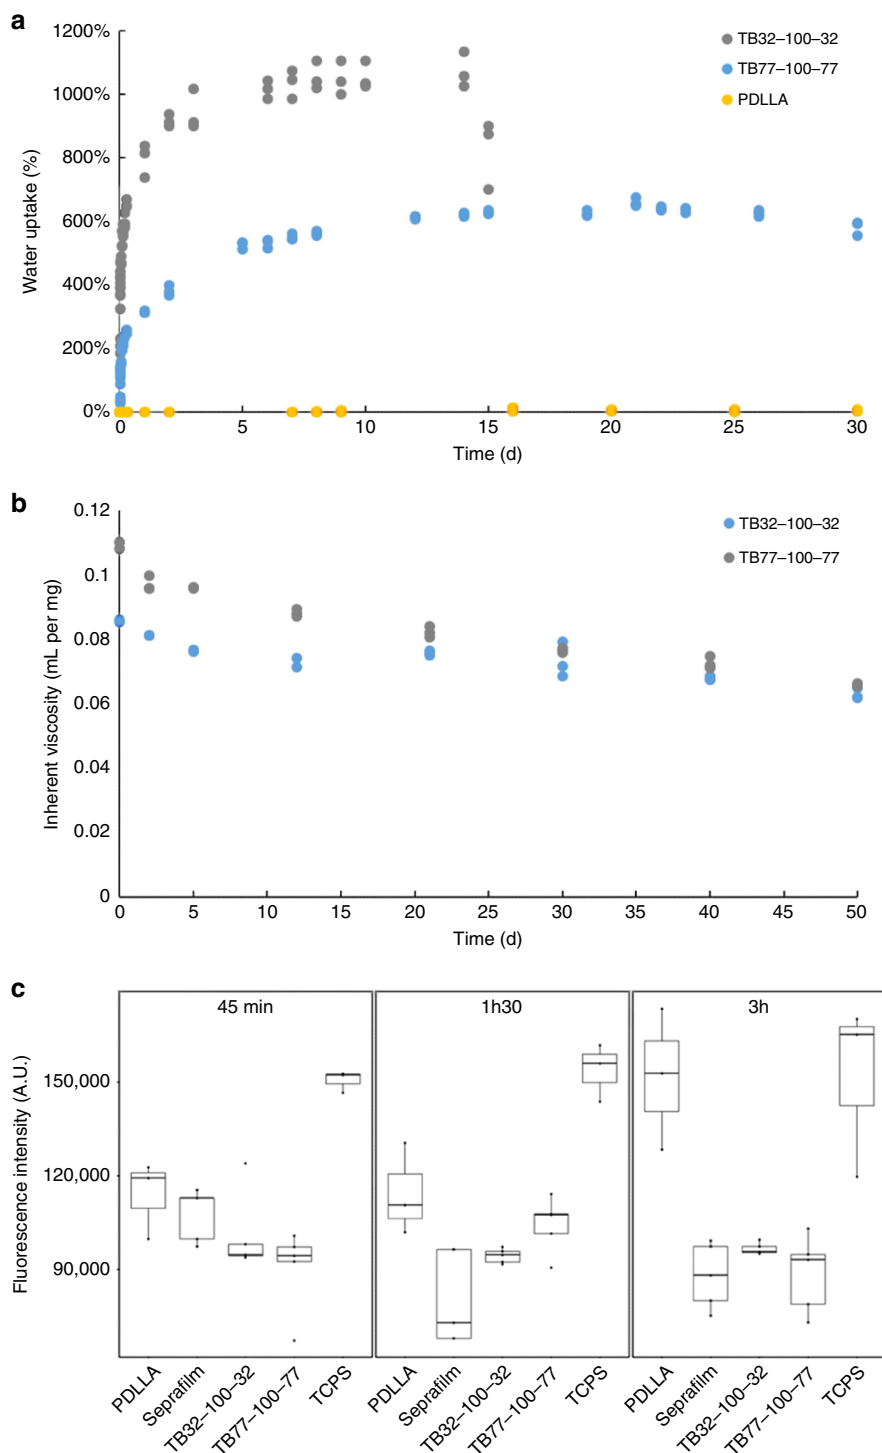 a
1200%
1000%
800%
600%
400%
200%
0%
Water uptake (%)
TB32–100–32
TB77–100–77
PDLLA
0 5 10 15 20 25 30
Time (d)
b
0.12
0.1
0.08
0.06
0.04
0.02
0
Inherent viscosity (mL per mg)
TB32–100–32
TB77–100–77
0 5 10 15 20 25 30 35 40 45 50
Time (d)
c
45 min 1h30 3h
150,000
120,000
90,000
Fluorescence intensity (A.U.)
PDLLA Seprafilm TB32–100–32 TB77–100–77 TCPS PDLLA Seprafilm TB32–100–32 TB77–100–77 TCPS PDLLA Seprafilm TB32–100–32 TB77–100–77 TCPS